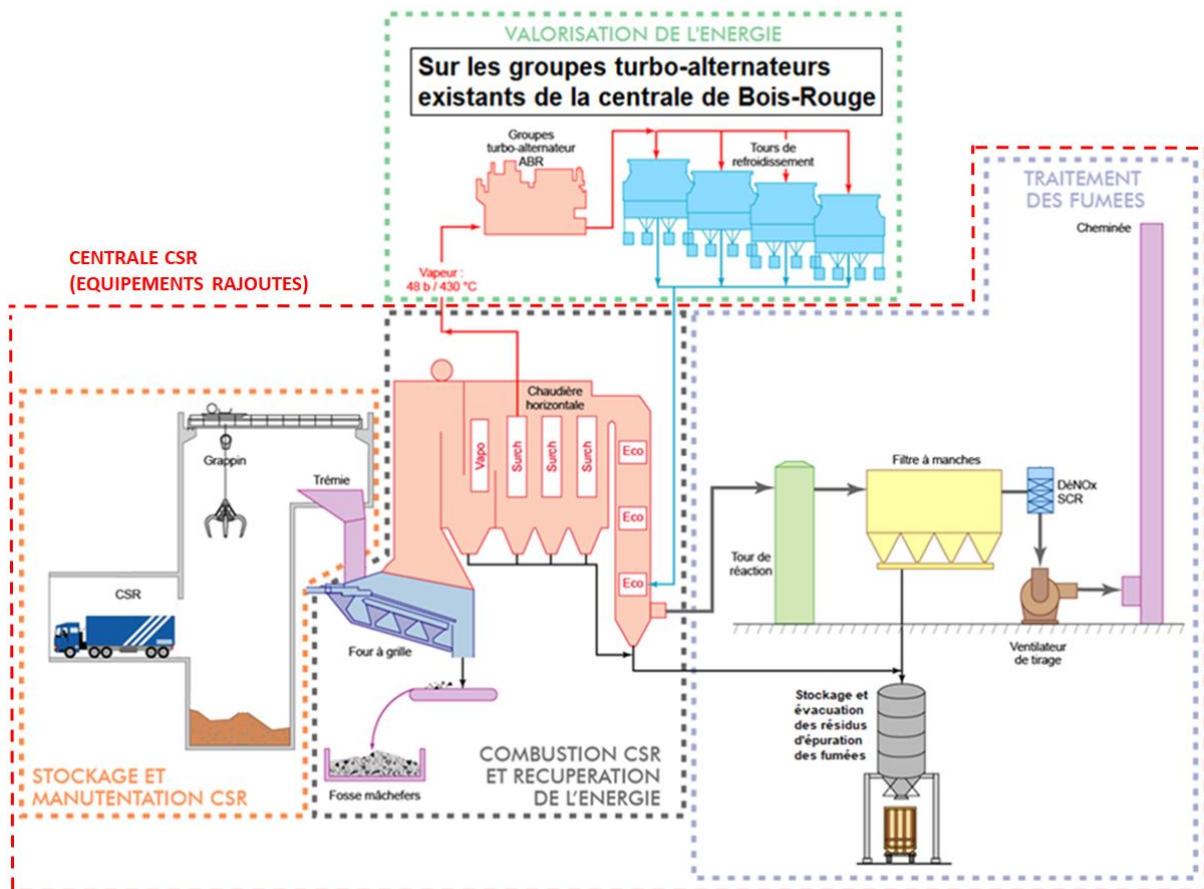 VALORISATION DE L'ENERGIE
Sur les groupes turbo-alternateurs
existants de la centrale de Bois-Rouge
Groupes
turbo-alternateur
ABR
Tours de
refroidissement
TRAITEMENT
DES FUMEES
Cheminée
CENTRALE CSR
(EQUIPEMENTS RAJOUTES)
Vapeur :
48 b / 430 °C
Chaudière
horizontale
Vapo
Surch
Surch
Surch
Eco
Eco
Eco
Grappin
Trémie
CSR
Four à grille
Fosse mâchefers
STOCKAGE ET
MANUTENTATION CSR
COMBUSTION CSR
ET RECUPERATION
DE L'ENERGIE
Tour de
réaction
Filtre à manches
DéNOx
SCR
Ventilateur
de tirage
Stockage et
évacuation
des résidus
d'épuration
des fumées